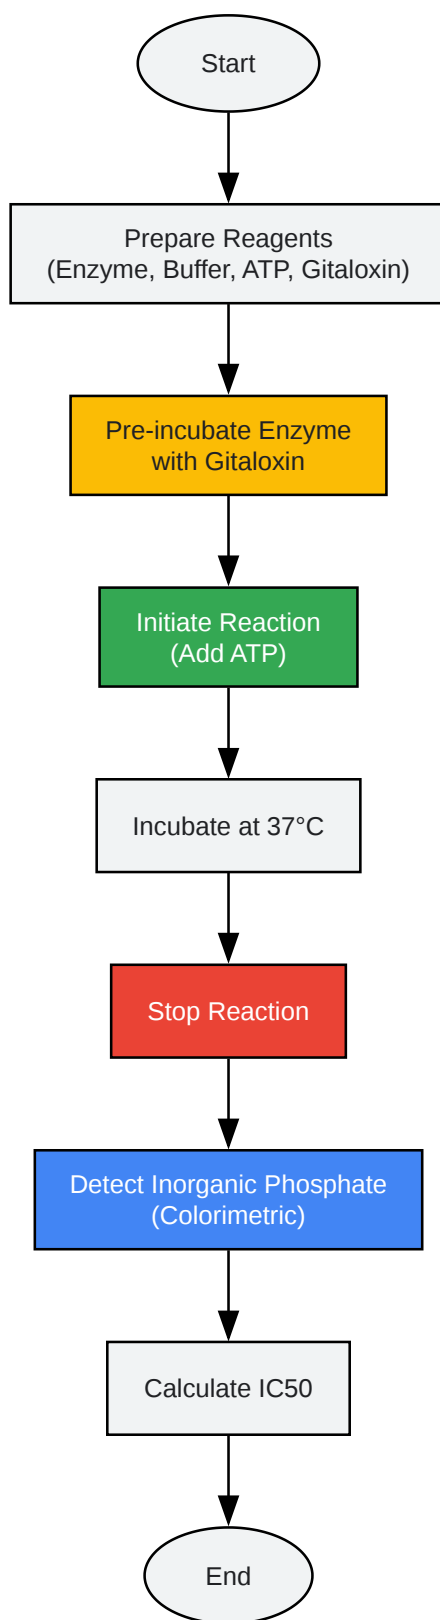 Start
Prepare Reagents
(Enzyme, Buffer, ATP, Gitaloxin)
Pre-incubate Enzyme
with Gitaloxin
Initiate Reaction
(Add ATP)
Incubate at 37°C
Stop Reaction
Detect Inorganic Phosphate
(Colorimetric)
Calculate IC50
End